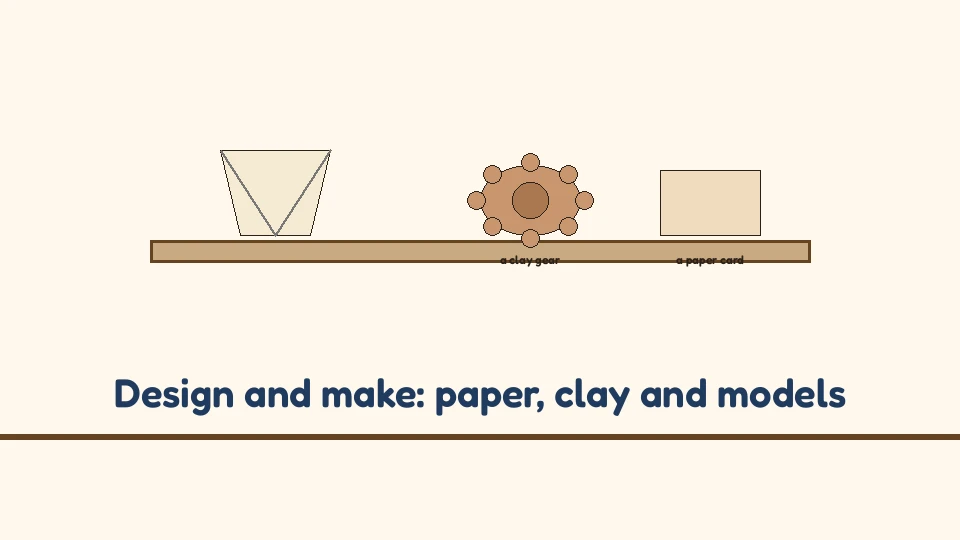 a clay gear
a paper card
Design and make: paper, clay and models